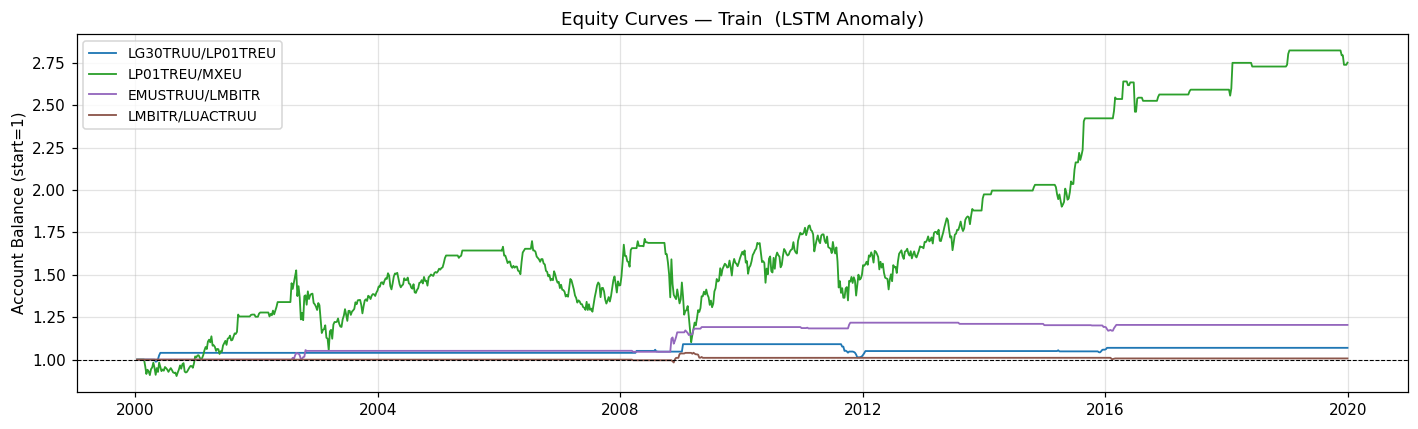 Equity Curves — Train  (LSTM Anomaly)
LG30TRUU/LP01TREU
LP01TREU/MXEU
EMUSTRUU/LMBITR
LMBITR/LUACTRUU
Account Balance (start=1)
2.75
2.50
2.25
2.00
1.75
1.50
1.25
1.00
2000 2004 2008 2012 2016 2020